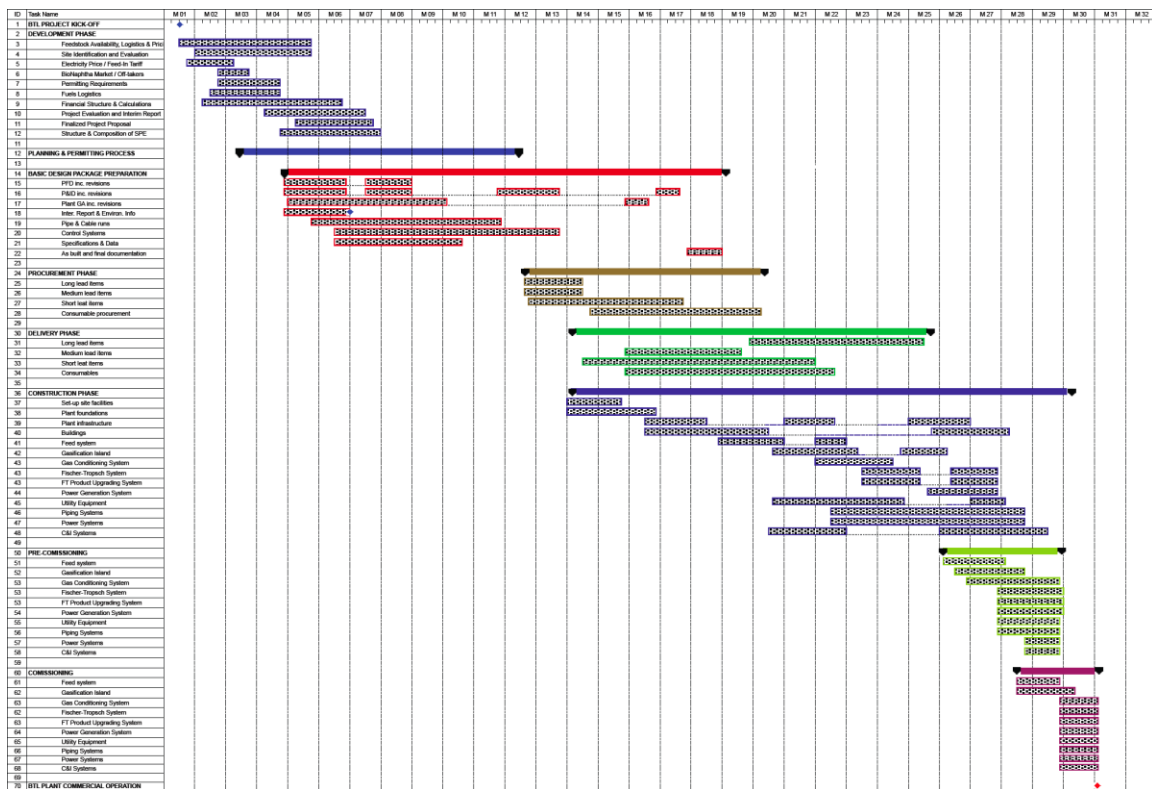 ID Task Name M 01 M 02 M 03 M 04 M 05 M 06 M 07 M 08 M 09 M 10 M 11 M 12 M 13 M 14 M 15 M 16 M 17 M 18 M 19 M 20 M 21 M 22 M 23 M 24 M 25 M 26 M 27 M 28 M 29 M 30 M 31 M 32
1 BTL PROJECT KICK-OFF
2 DEVELOPMENT PHASE
3 Feedstock Availability, Logistics & Pric
4 Site Identification and Evaluation
5 Electricity Price / Feed-In Tariff
6 BioNaphtha Market / Off-takers
7 Permitting Requirements
8 Fuels Logistics
9 Financial Structure & Calculations
10 Project Evaluation and Interim Report
11 Finalized Project Proposal
12 Structure & Composition of SPE
11
12 PLANNING & PERMITTING PROCESS
13
14 BASIC DESIGN PACKAGE PREPARATION
15 PFD inc. revisions
16 P&ID inc. revisions
17 Plant GA inc. revisions
18 Inter. Report & Environ. Info
19 Pipe & Cable runs
20 Control Systems
21 Specifications & Data
22 As built and final documentation
23
24 PROCUREMENT PHASE
25 Long lead items
26 Medium lead items
27 Short leat items
28 Consumable procurement
29
30 DELIVERY PHASE
31 Long lead items
32 Medium lead items
33 Short leat items
34 Consumables
35
36 CONSTRUCTION PHASE
37 Set-up site facilities
38 Plant foundations
39 Plant infrastructure
40 Buildings
41 Feed system
42 Gasification Island
43 Gas Conditioning System
43 Fischer-Tropsch System
43 FT Product Upgrading System
44 Power Generation System
45 Utility Equipment
46 Piping Systems
47 Power Systems
48 C&I Systems
49
50 PRE-COMISSIONING
51 Feed system
52 Gasification Island
53 Gas Conditioning System
53 Fischer-Tropsch System
53 FT Product Upgrading System
54 Power Generation System
55 Utility Equipment
56 Piping Systems
57 Power Systems
58 C&I Systems
59
60 COMISSIONING
61 Feed system
62 Gasification Island
63 Gas Conditioning System
62 Fischer-Tropsch System
63 FT Product Upgrading System
64 Power Generation System
65 Utility Equipment
66 Piping Systems
67 Power Systems
68 C&I Systems
69
70 BTL PLANT COMMERCIAL OPERATION